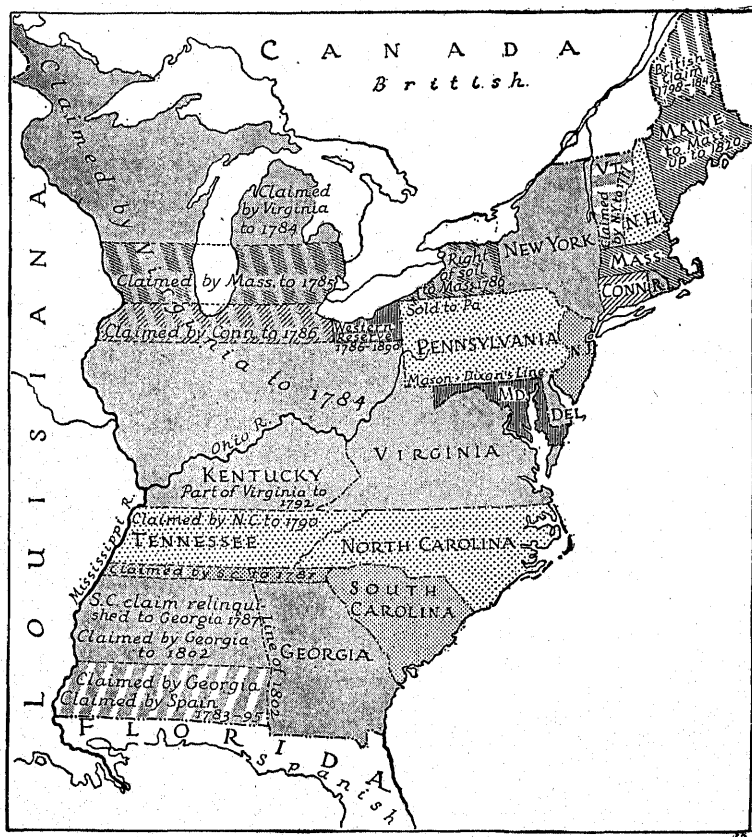 CANADA
British.
British
Claim
1798-1842
MAINE
to Mass.
Up to 1820
VT.
Claimed
by N.Y. to 1777
N.H.
MASS.
CONN.
R.I.
NEW YORK
Right
of soil
to Mass. 1786
Sold to Pa.
PENNSYLVANIA
N.J.
Mason & Dixon's Line
MD.
DEL.
Claimed by Virginia to 1784
Claimed
by Virginia
to 1784
Claimed by Mass. to 1785
Claimed by Conn. to 1786
Western
Reserve
Ohio R.
VIRGINIA
KENTUCKY
Part of Virginia to
1792
Claimed by N.C. to 1790
TENNESSEE
NORTH CAROLINA
Claimed by S.C. to 1787
SOUTH
CAROLINA
S.C. claim relinqui-
shed to Georgia 1787
Claimed by Georgia
to 1802
Line of 1802
GEORGIA
Claimed by Georgia
Claimed by Spain
1783-95
Mississippi R.
LOUISIANA
FLORIDA
Spanish